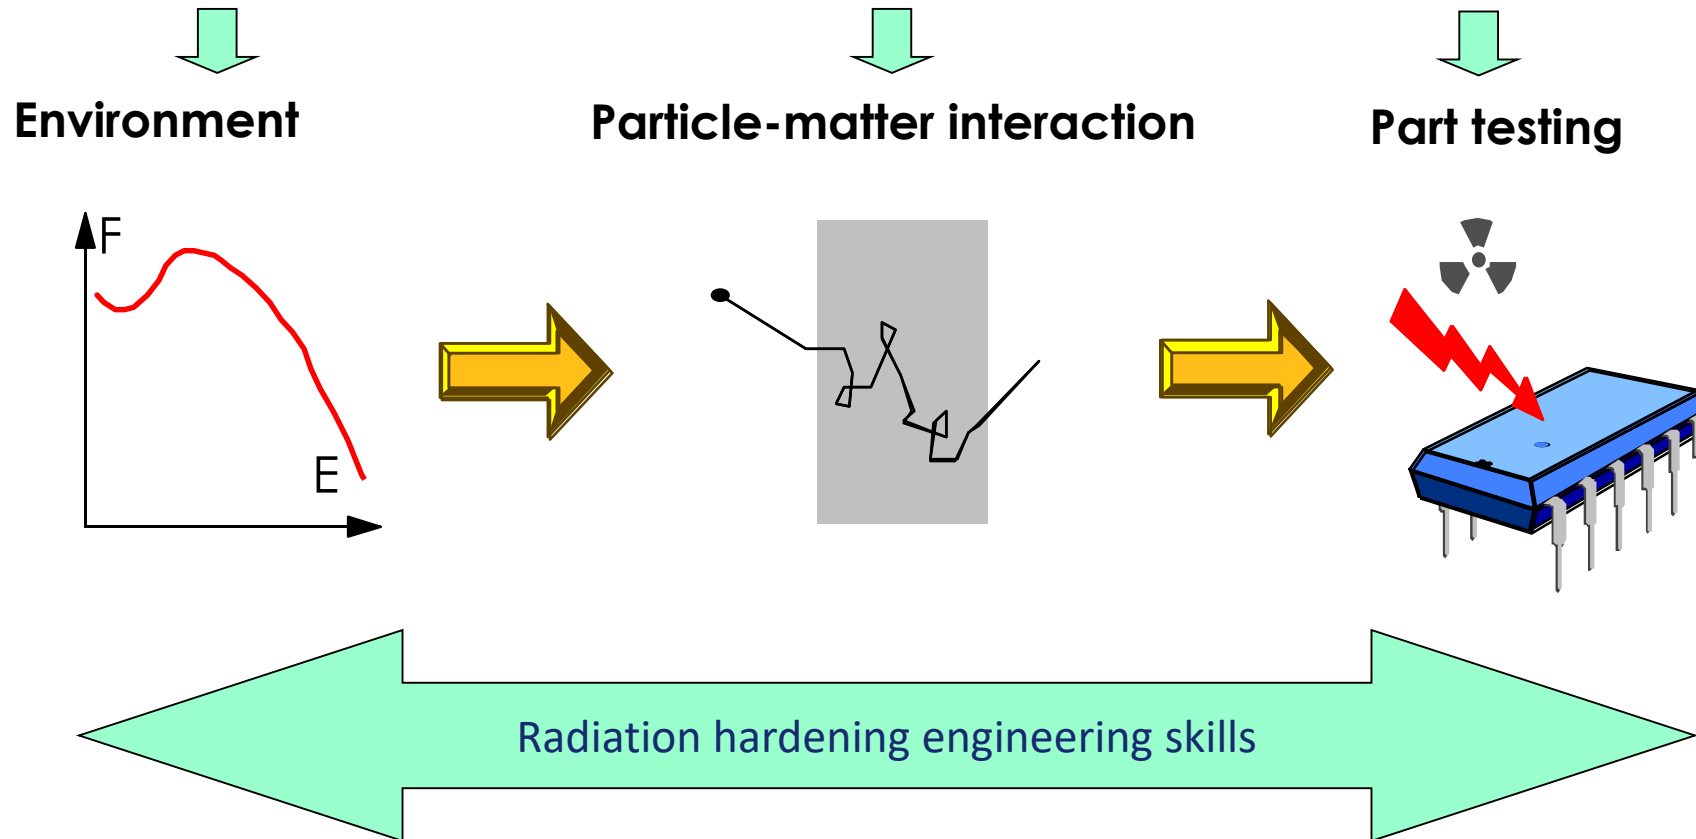 Environment
Particle-matter interaction
Part testing
F
E
Radiation hardening engineering skills